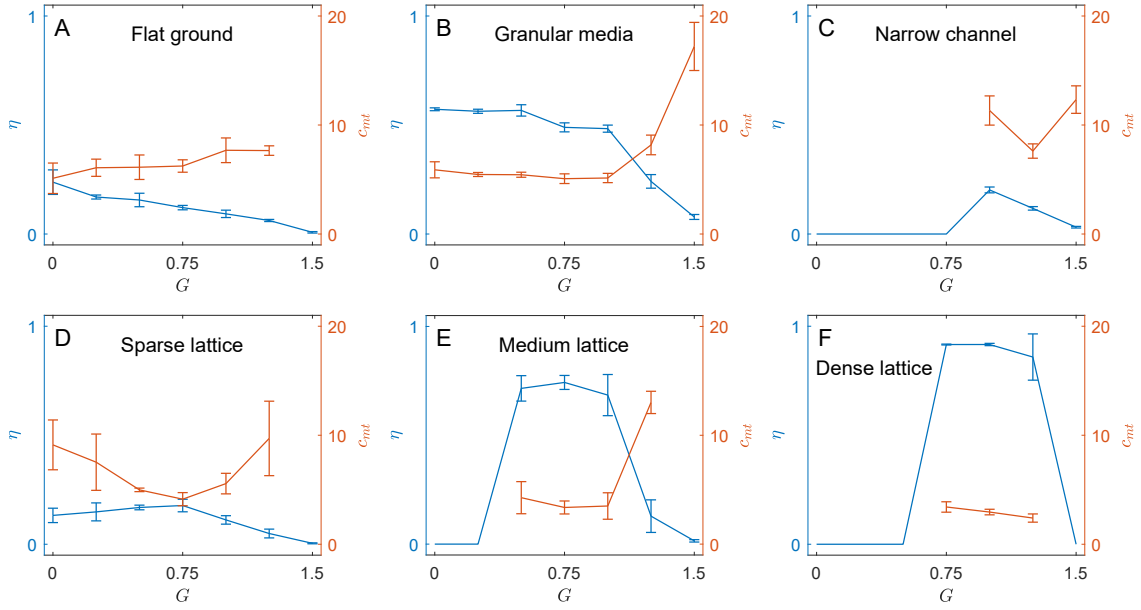 A
Flat ground
1
0
η
20
10
0
c_mt
0
0.75
1.5
G
B
Granular media
1
0
η
20
10
0
c_mt
0
0.75
1.5
G
C
Narrow channel
1
0
η
20
10
0
c_mt
0
0.75
1.5
G
D
Sparse lattice
1
0
η
20
10
0
c_mt
0
0.75
1.5
G
E
Medium lattice
1
0
η
20
10
0
c_mt
0
0.75
1.5
G
F
Dense lattice
1
0
η
20
10
0
c_mt
0
0.75
1.5
G